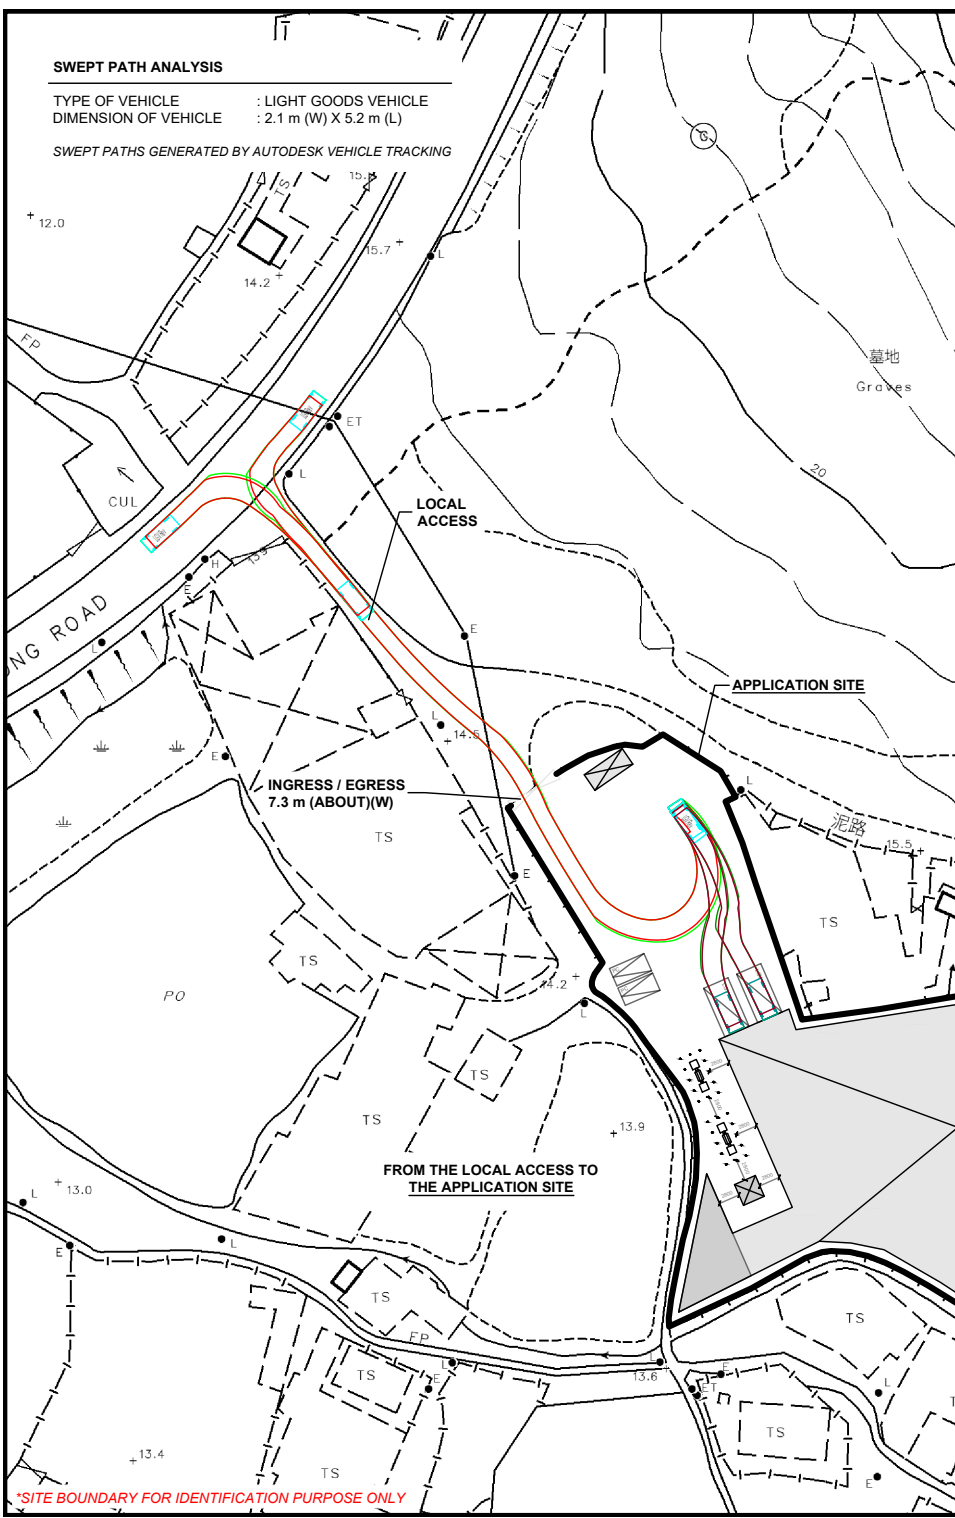 SWEPT PATH ANALYSIS
TYPE OF VEHICLE : LIGHT GOODS VEHICLE
DIMENSION OF VEHICLE : 2.1 m (W) X 5.2 m (L)
SWEPT PATHS GENERATED BY AUTODESK VEHICLE TRACKING
TS
C
12.0
15.7
L
14.2
FP
墓地
Graves
ET
L
20
CUL
LOCAL
ACCESS
H
E
ONG ROAD
L
E
APPLICATION SITE
L
14.5
E
INGRESS / EGRESS
7.3 m (ABOUT)(W)
L
TS
泥路
15.5
E
TS
TS
14.2
PO
L
TS
TS
13.9
FROM THE LOCAL ACCESS TO
THE APPLICATION SITE
13.0
L
L
E
TS
FP
TS
L
L
13.6
E
TS
E
ET
L
TS
13.4
TS
E
*SITE BOUNDARY FOR IDENTIFICATION PURPOSE ONLY